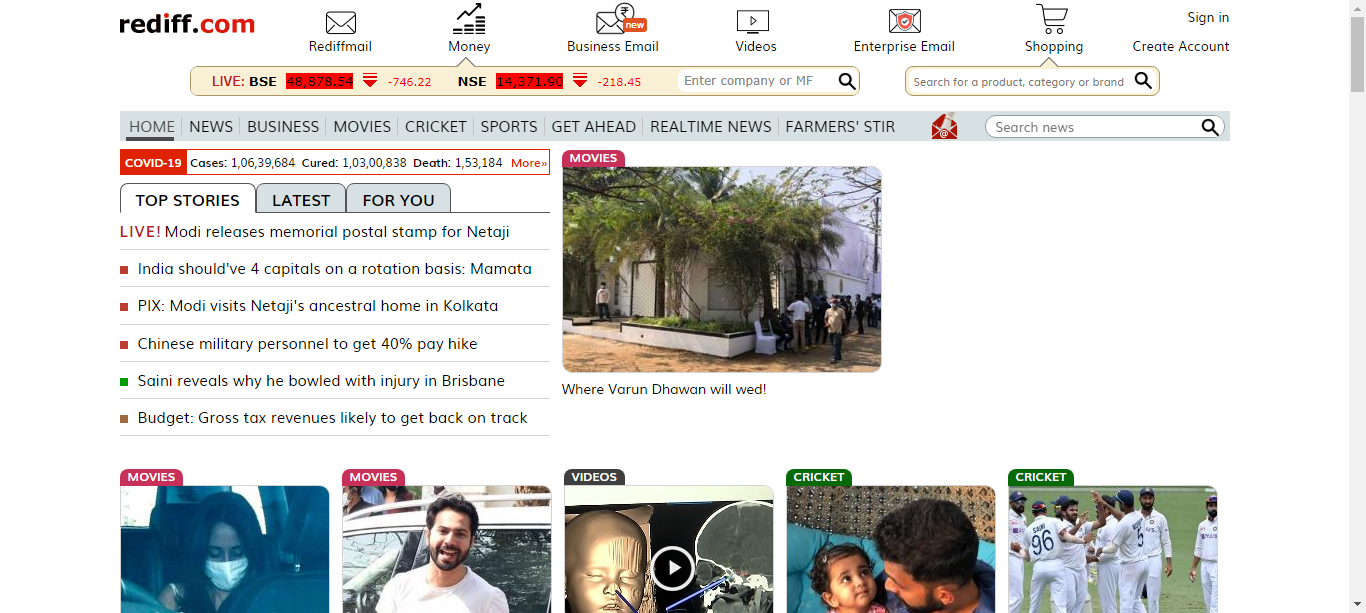 rediff.com
Rediffmail
Money
new
Business Email
Videos
Enterprise Email
Shopping
Sign in
Create Account
LIVE: BSE 48,878.54 -746.22 NSE 14,371.90 -218.45 Enter company or MF
Search for a product, category or brand
HOME NEWS BUSINESS MOVIES CRICKET SPORTS GET AHEAD REALTIME NEWS FARMERS' STIR
@
Search news
COVID-19 Cases: 1,06,39,684 Cured: 1,03,00,838 Death: 1,53,184 More»
TOP STORIES LATEST FOR YOU
LIVE! Modi releases memorial postal stamp for Netaji
India should've 4 capitals on a rotation basis: Mamata
PIX: Modi visits Netaji's ancestral home in Kolkata
Chinese military personnel to get 40% pay hike
Saini reveals why he bowled with injury in Brisbane
Budget: Gross tax revenues likely to get back on track
MOVIES
Where Varun Dhawan will wed!
MOVIES
MOVIES
VIDEOS
CRICKET
CRICKET
SAINI
96
5